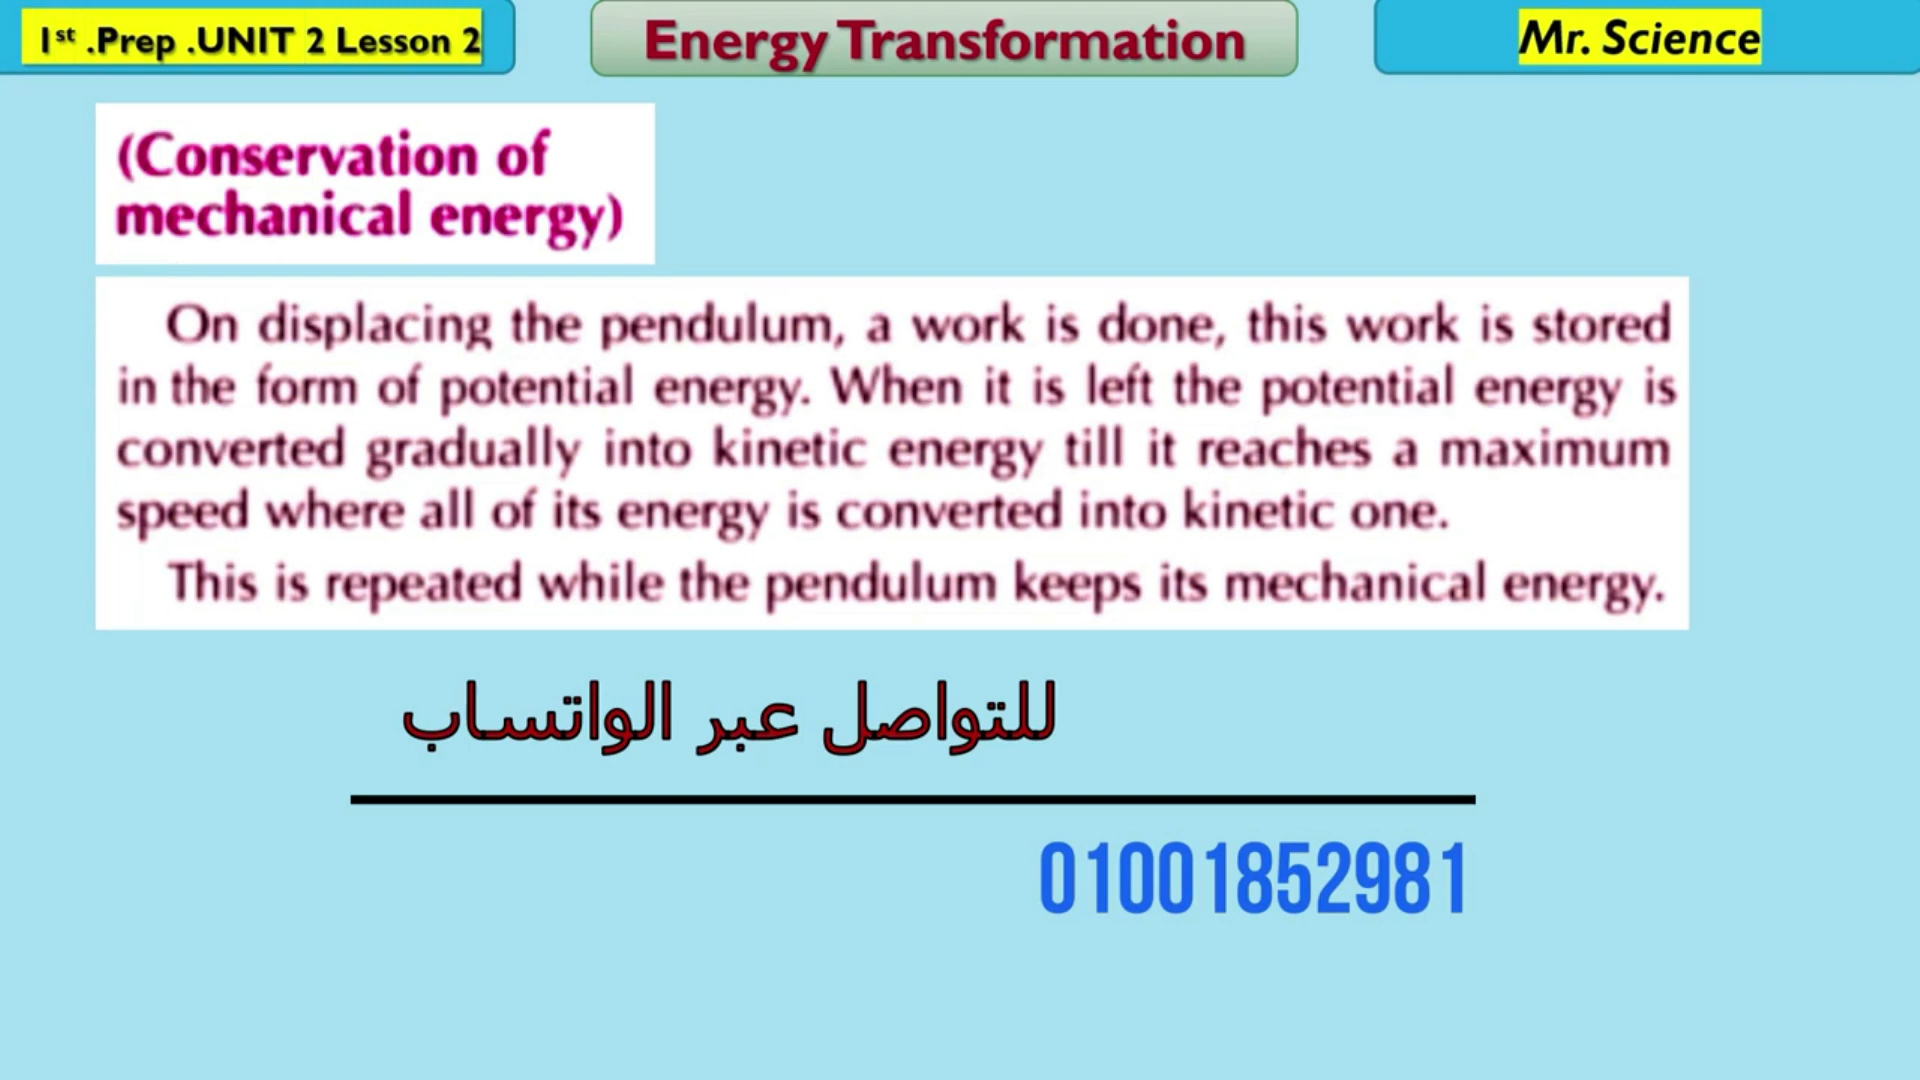 1st .Prep .UNIT 2 Lesson 2
Energy Transformation
Mr. Science
(Conservation of
mechanical energy)
On displacing the pendulum, a work is done, this work is stored
in the form of potential energy. When it is left the potential energy is
converted gradually into kinetic energy till it reaches a maximum
speed where all of its energy is converted into kinetic one.
This is repeated while the pendulum keeps its mechanical energy.
للتواصل عبر الواتساب
01001852981